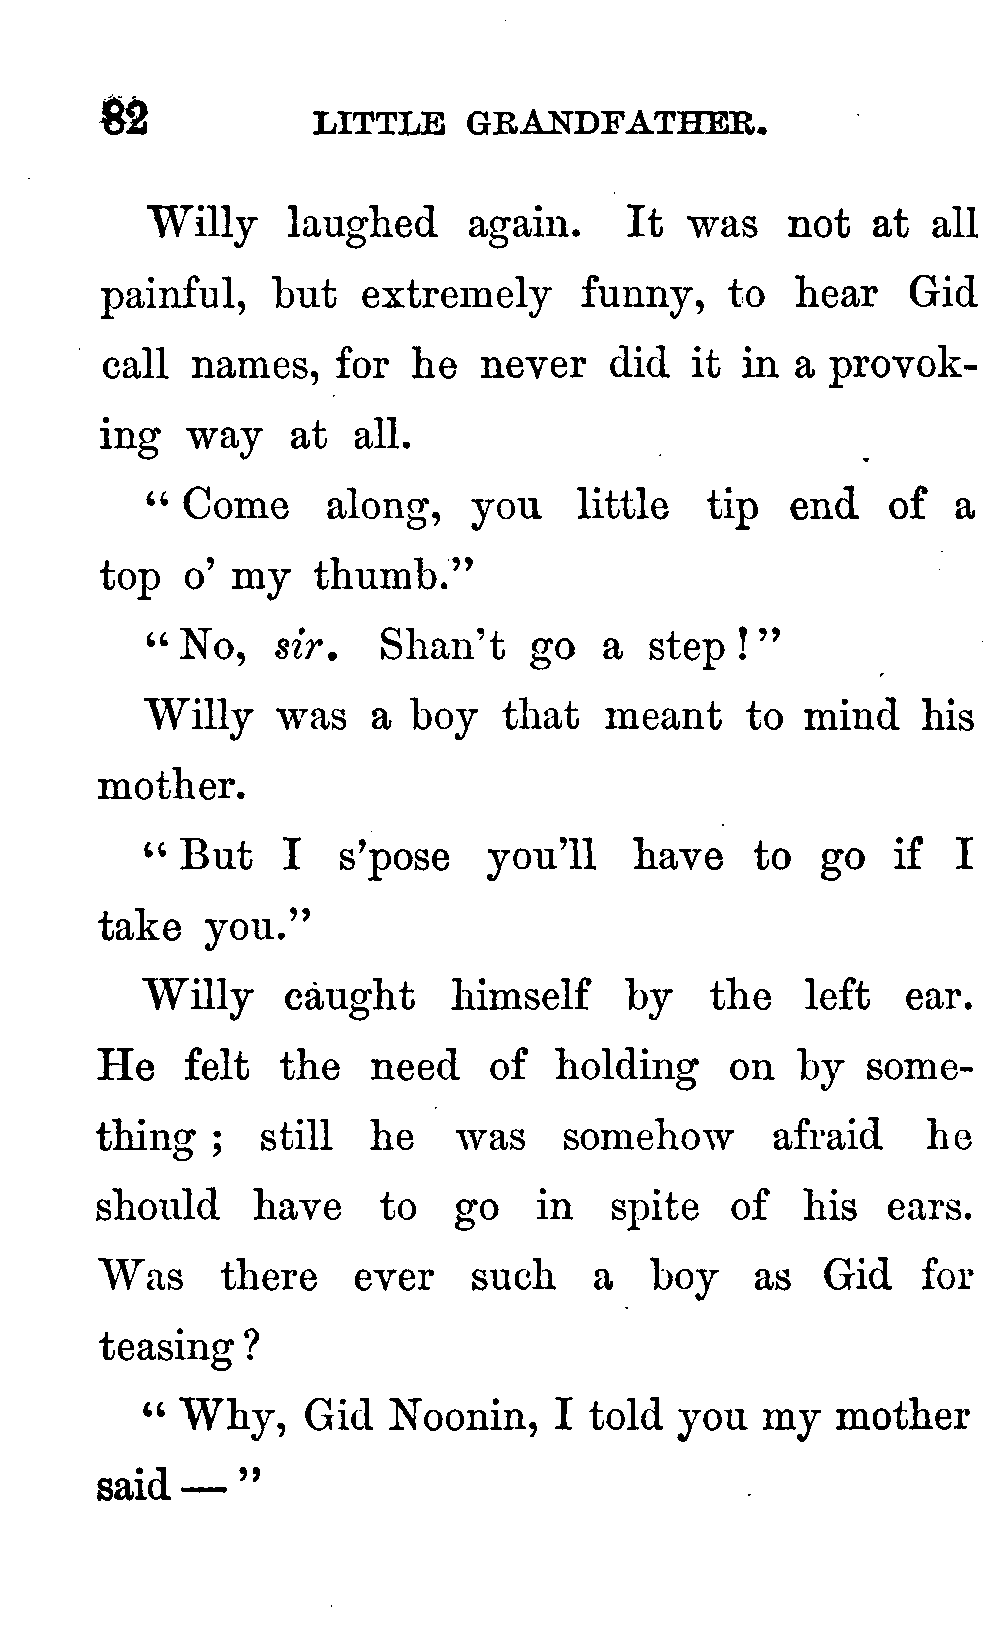 82 LITTLE GRANDFATHER.
Willy laughed again. It was not at all
painful, but extremely funny, to hear Gid
call names, for he never did it in a provok-
ing way at all.
“ Come along, you little tip end of a
top o’ my thumb.”
“ No, sir. Shan’t go a step ! ”
Willy was a boy that meant to mind his
mother.
“ But I s’pose you’ll have to go if I
take you.”
Willy caught himself by the left ear.
He felt the need of holding on by some-
thing ; still he was somehow afraid he
should have to go in spite of his ears.
Was there ever such a boy as Gid for
teasing ?
“ Why, Gid Noonin, I told you my mother
said — ”